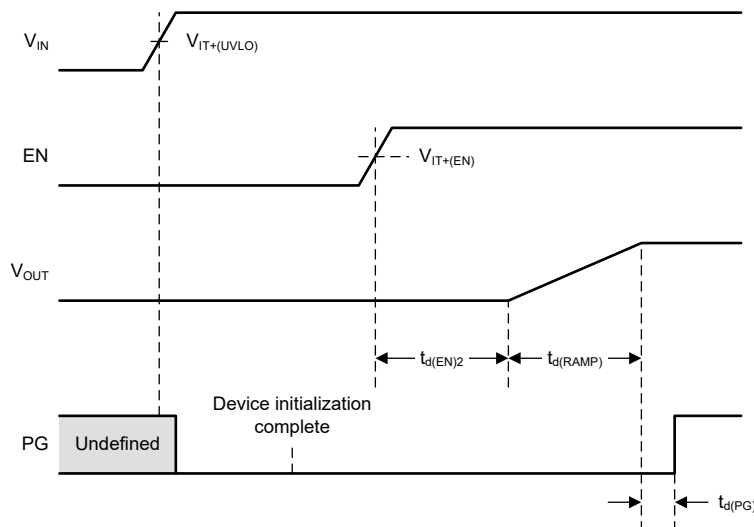 V_IN
V_IT+(UVLO)
EN
V_IT+(EN)
V_OUT
t_d(EN)2
t_d(RAMP)
Device initialization
complete
PG
Undefined
t_d(PG)